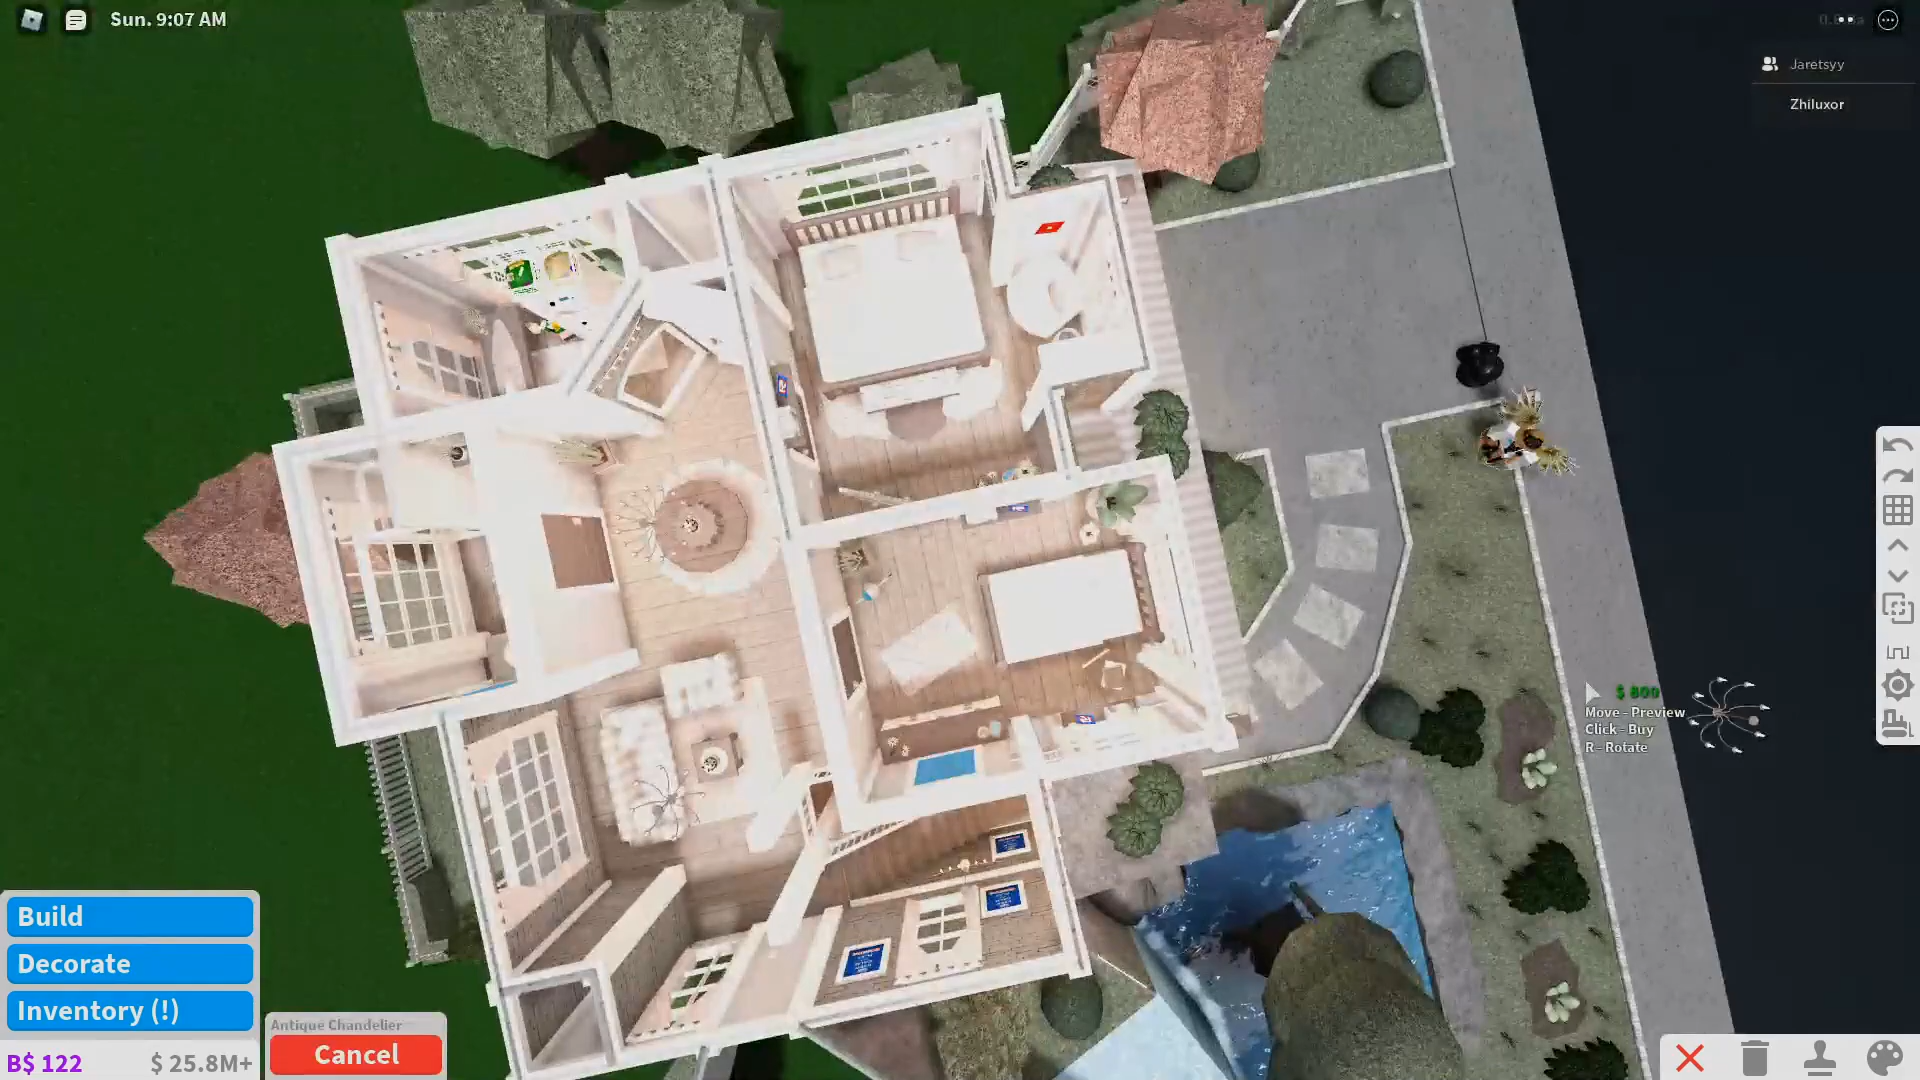 Sun. 9:07 AM
Jaretsyy
Zhiluxor
$ 800
Move - Preview
Click - Buy
R - Rotate
Build
Decorate
Inventory (!)
Antique Chandelier
Cancel
B$ 122
$ 25.8M+